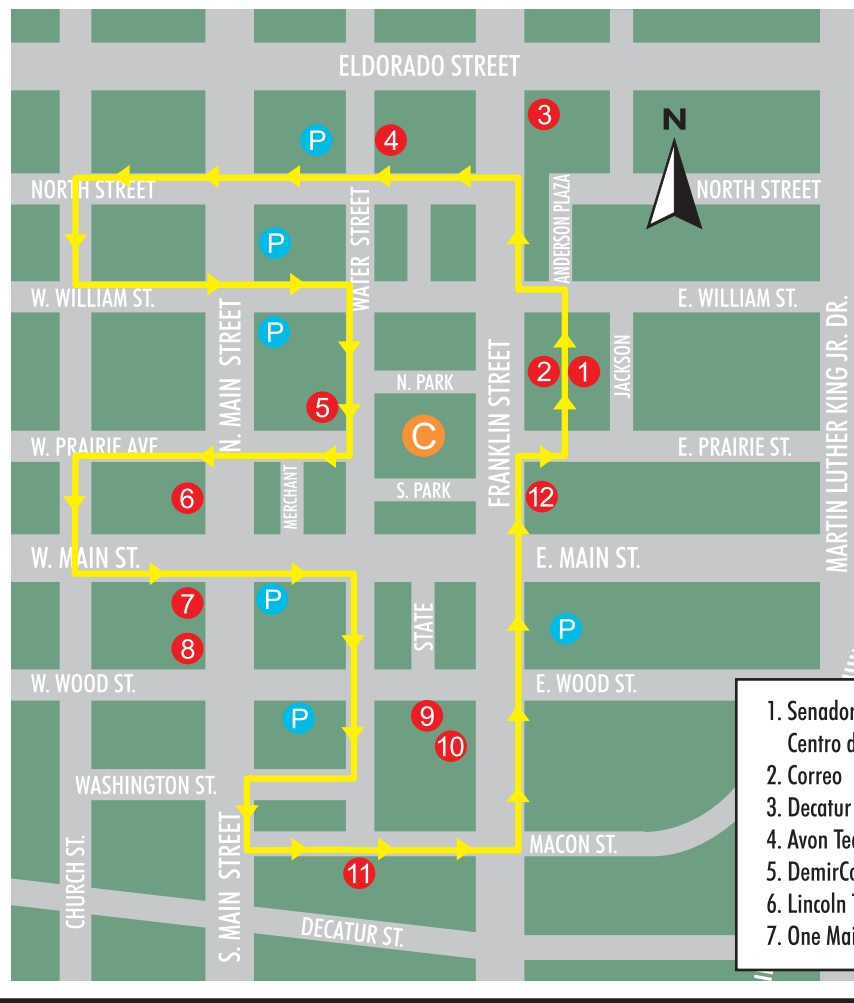 ELDORADO STREET
3
N
P
4
NORTH STREET
WATER STREET
ANDERSON PLAZA
NORTH STREET
P
W. WILLIAM ST.
E. WILLIAM ST.
N. MAIN STREET
P
FRANKLIN STREET
2
1
JACKSON
MARTIN LUTHER KING JR. DR.
N. PARK
5
C
W. PRAIRIE AVE
E. PRAIRIE ST.
6
MERCHANT
S. PARK
12
W. MAIN ST.
E. MAIN ST.
7
P
STATE
P
8
W. WOOD ST.
E. WOOD ST.
P
9
10
WASHINGTON ST.
CHURCH ST.
S. MAIN STREET
MACON ST.
11
DECATUR ST.
1. Senador
Centro d
2. Correo
3. Decatur
4. Avon
5.
6. Lincoln
7. One